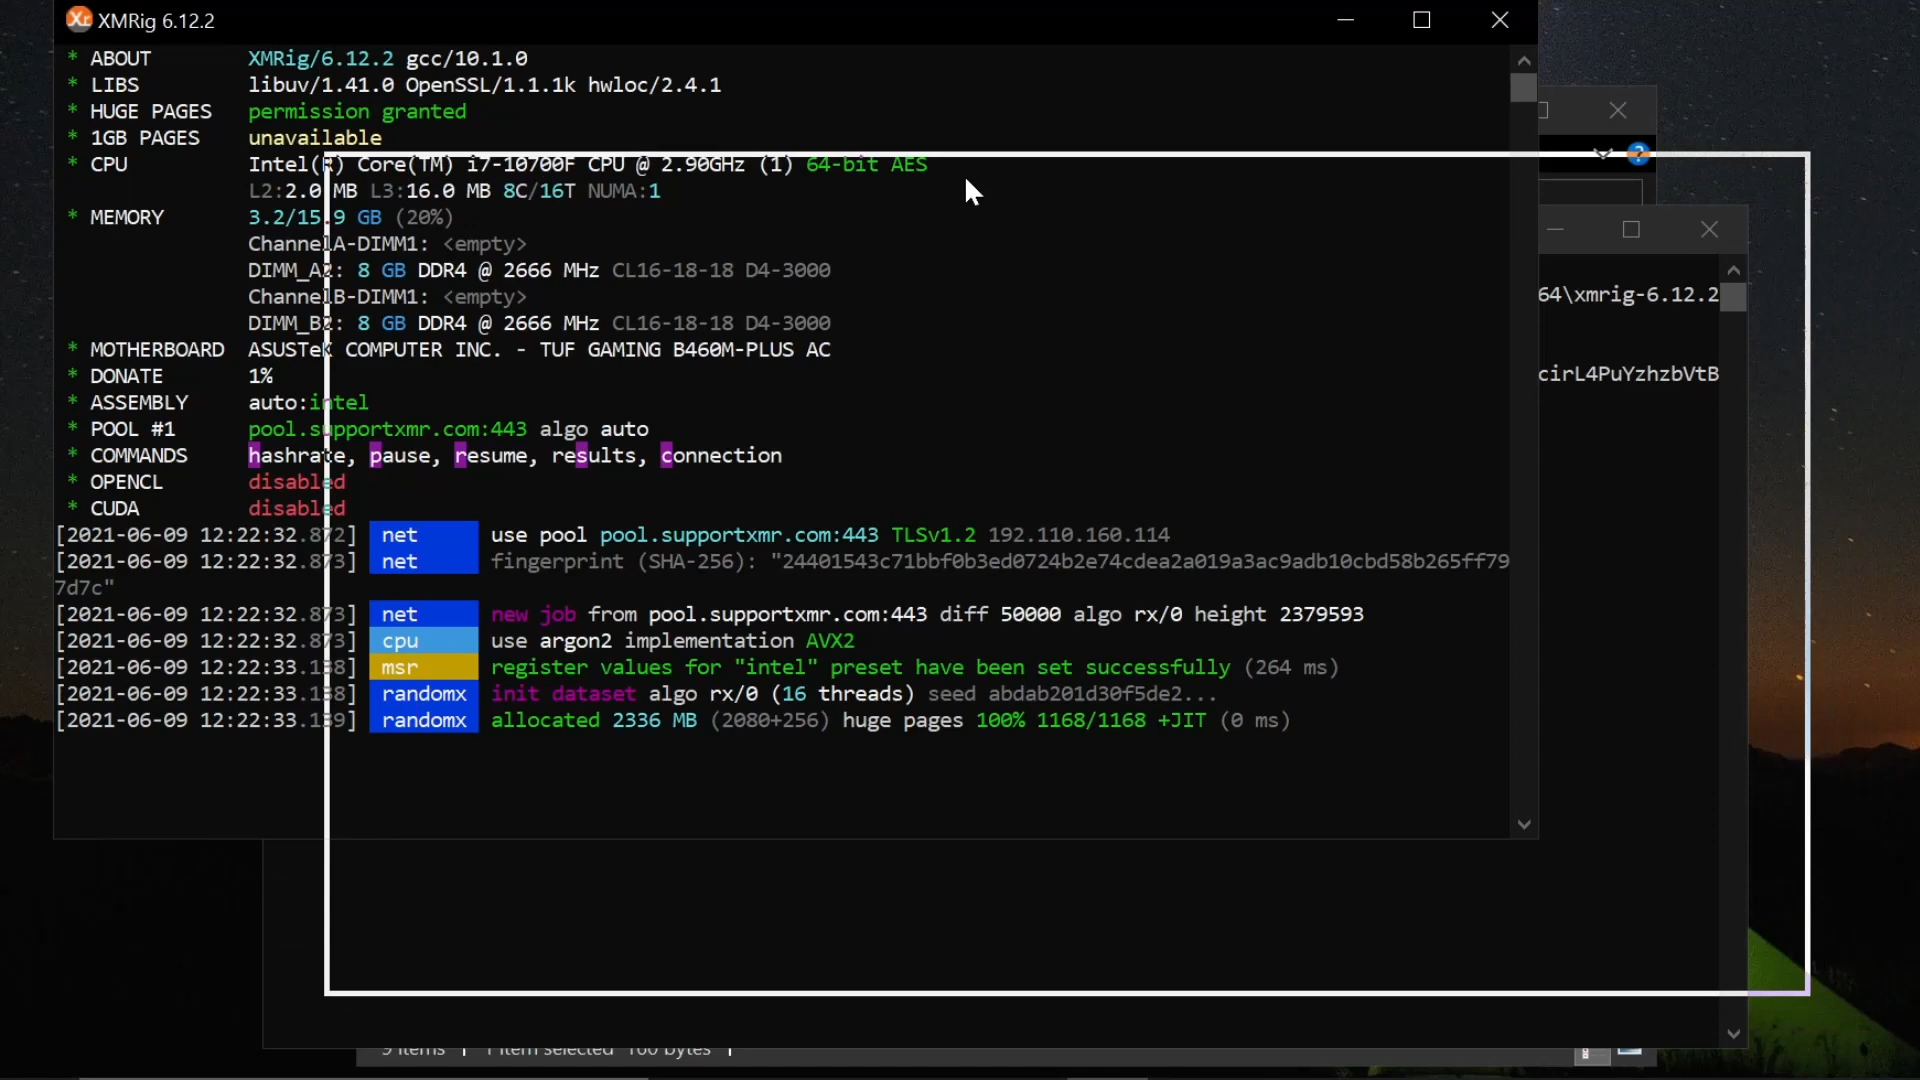 XMRig 6.12.2
* ABOUT XMRig/6.12.2 gcc/10.1.0
* LIBS libuv/1.41.0 OpenSSL/1.1.1k hwloc/2.4.1
* HUGE PAGES permission granted
* 1GB PAGES unavailable
* CPU Intel(R) Core(TM) i7-10700F CPU @ 2.90GHz (1) 64-bit AES
L2:2.0 MB L3:16.0 MB 8C/16T NUMA:1
* MEMORY 3.2/15.9 GB (20%)
ChannelA-DIMM1: <empty>
DIMM_A2: 8 GB DDR4 @ 2666 MHz CL16-18-18 D4-3000
ChannelB-DIMM1: <empty>
DIMM_B2: 8 GB DDR4 @ 2666 MHz CL16-18-18 D4-3000
* MOTHERBOARD ASUSTeK COMPUTER INC. - TUF GAMING B460M-PLUS AC
* DONATE 1%
* ASSEMBLY auto:intel
* POOL #1 pool.supportxmr.com:443 algo auto
* COMMANDS hashrate, pause, resume, results, connection
* OPENCL disabled
* CUDA disabled
[2021-06-09 12:22:32.872] net use pool pool.supportxmr.com:443 TLSv1.2 192.110.160.114
[2021-06-09 12:22:32.873] net fingerprint (SHA-256): "24401543c71bbf0b3ed0724b2e74cdea2a019a3ac9adb10cbd58b265ff79
7d7c"
[2021-06-09 12:22:32.873] net new job from pool.supportxmr.com:443 diff 50000 algo rx/0 height 2379593
[2021-06-09 12:22:32.873] cpu use argon2 implementation AVX2
[2021-06-09 12:22:33.138] msr register values for "intel" preset have been set successfully (264 ms)
[2021-06-09 12:22:33.138] randomx init dataset algo rx/0 (16 threads) seed abdab201d30f5de2...
[2021-06-09 12:22:33.139] randomx allocated 2336 MB (2080+256) huge pages 100% 1168/1168 +JIT (0 ms)
64\xmrig-6.12.2
cirL4PuYzhzbVtB
9 items 1 item selected 160 bytes